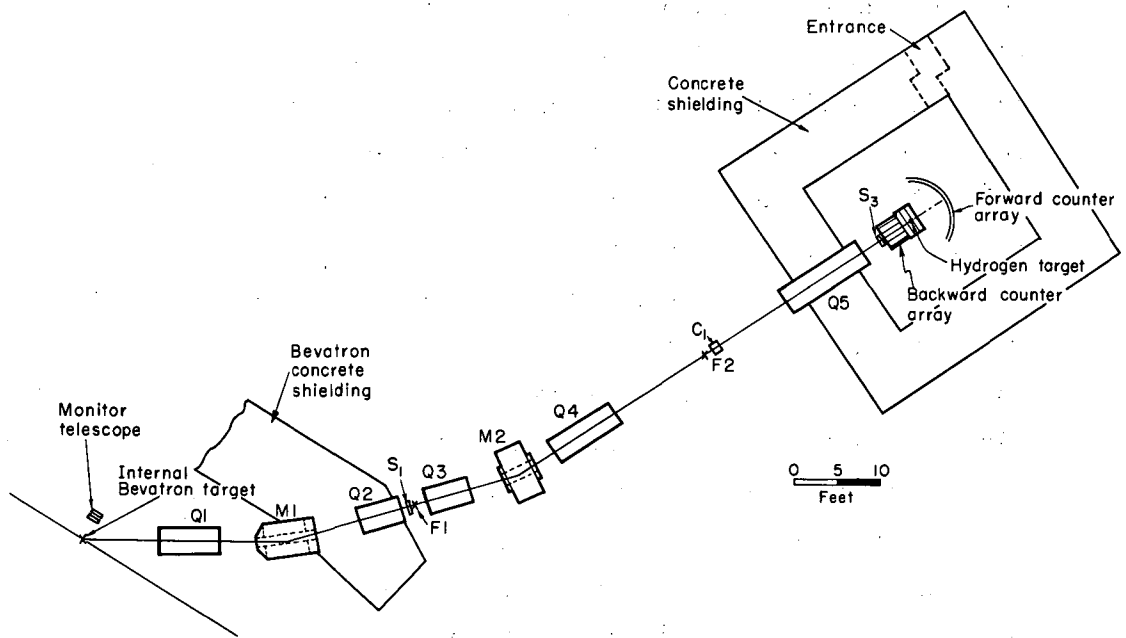 Entrance
Concrete
shielding
S3
Forward counter
array
Hydrogen target
Backward counter
array
Q5
C1
F2
Bevatron
concrete
shielding
Q4
Monitor
telescope
M2
Internal
Bevatron target
S1
Q3
Q2
F1
Q1
M1
0 5 10
Feet